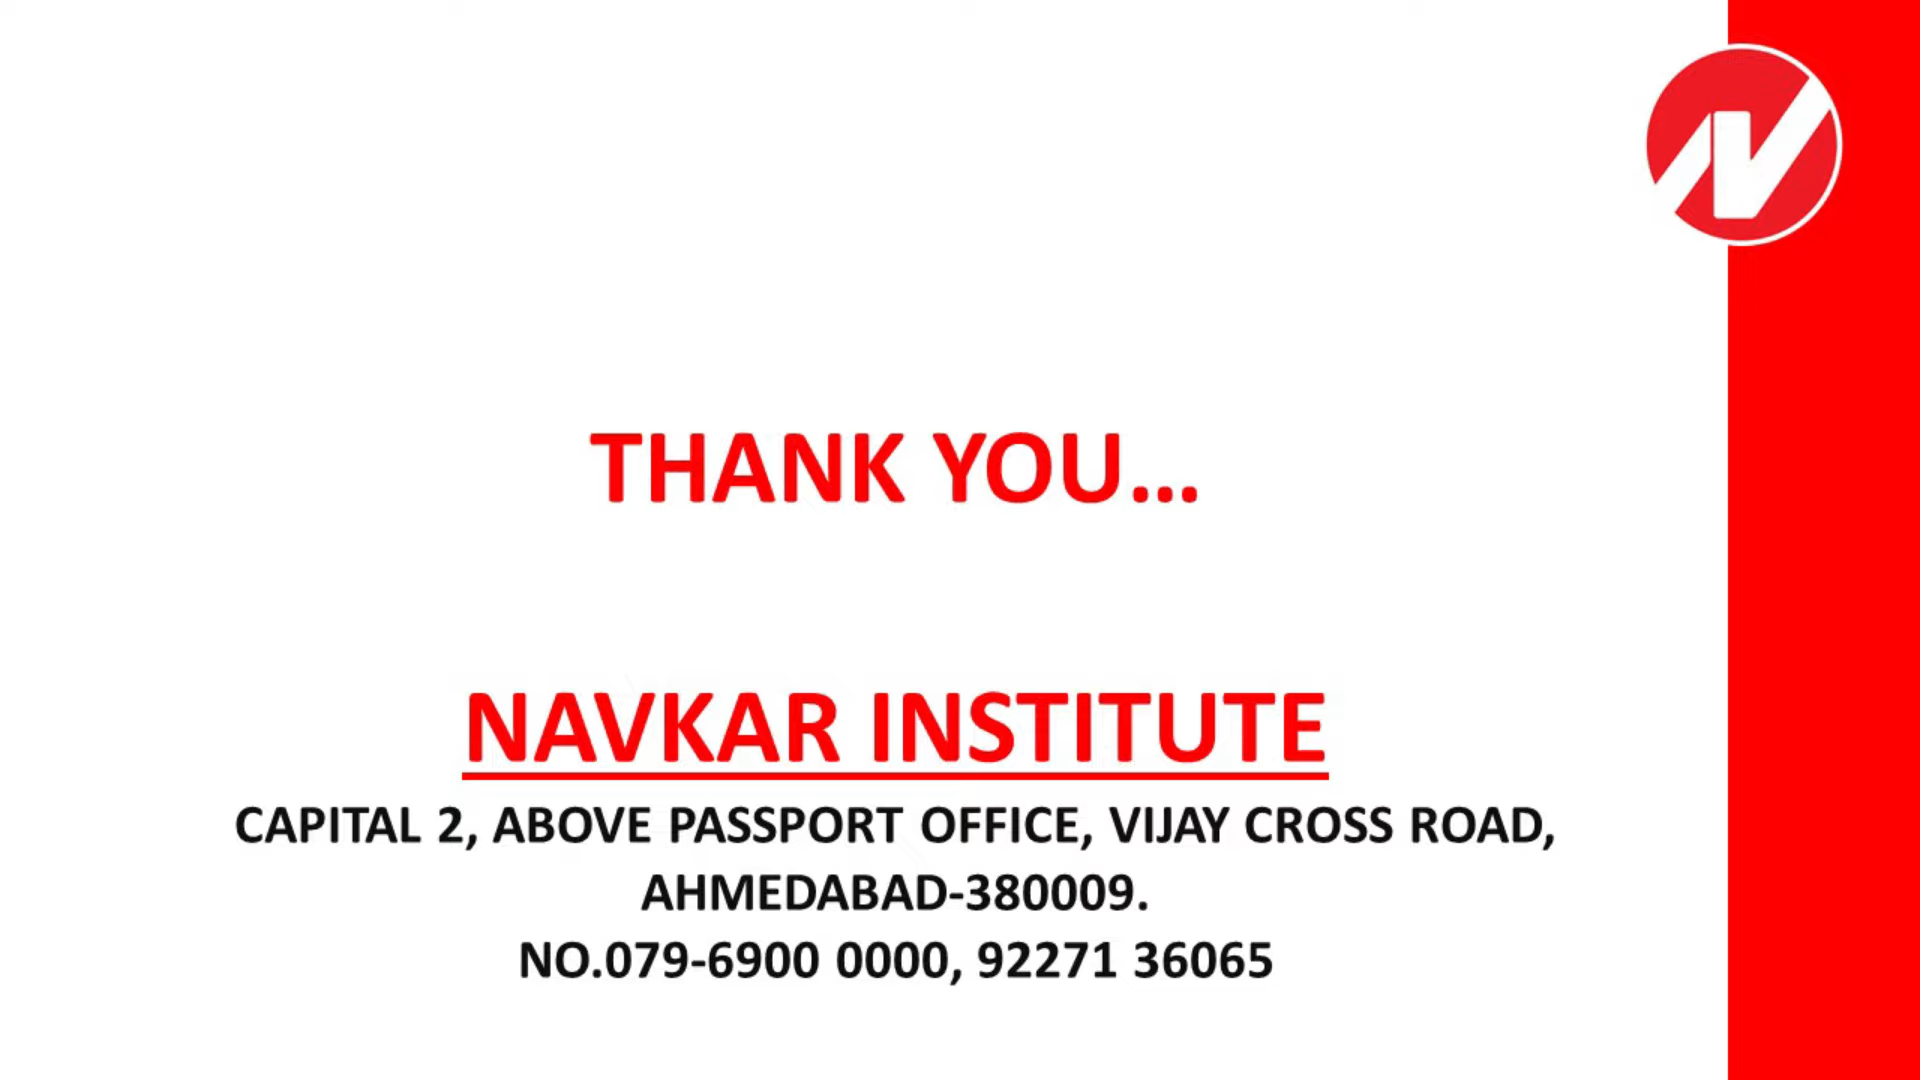 THANK YOU...
NAVKAR INSTITUTE
CAPITAL 2, ABOVE PASSPORT OFFICE, VIJAY CROSS ROAD,
AHMEDABAD-380009.
NO.079-6900 0000, 92271 36065